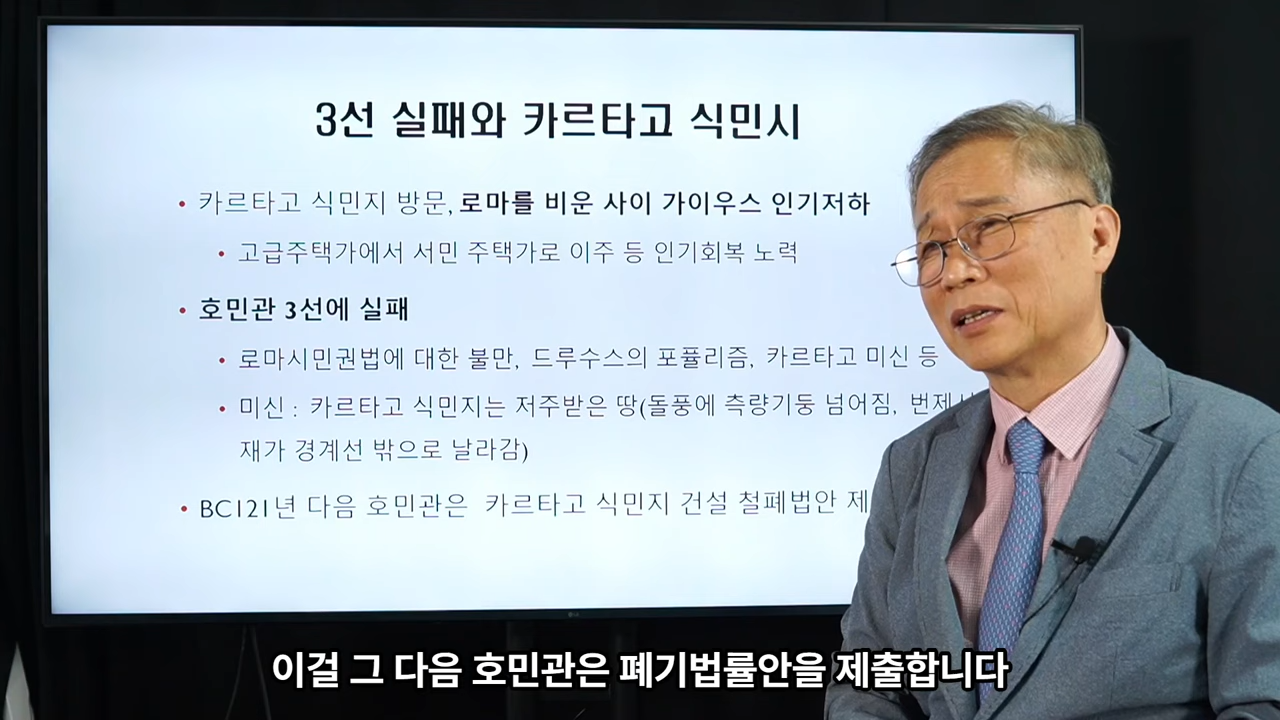 3선 실패와 카르타고 식민시
• 카르타고 식민지 방문, 로마를 비운 사이 가이우스 인기저하
• 고급주택가에서 서민 주택가로 이주 등 인기회복 노력
• 호민관 3선에 실패
• 로마시민권법에 대한 불만, 드루수스의 포퓰리즘, 카르타고 미신 등
• 미신 : 카르타고 식민지는 저주받은 땅(돌풍에 측량기둥 넘어짐, 번제
재가 경계선 밖으로 날라감)
• BC121년 다음 호민관은 카르타고 식민지 건설 철폐법안 제
LG
이걸 그 다음 호민관은 폐기법률안을 제출합니다